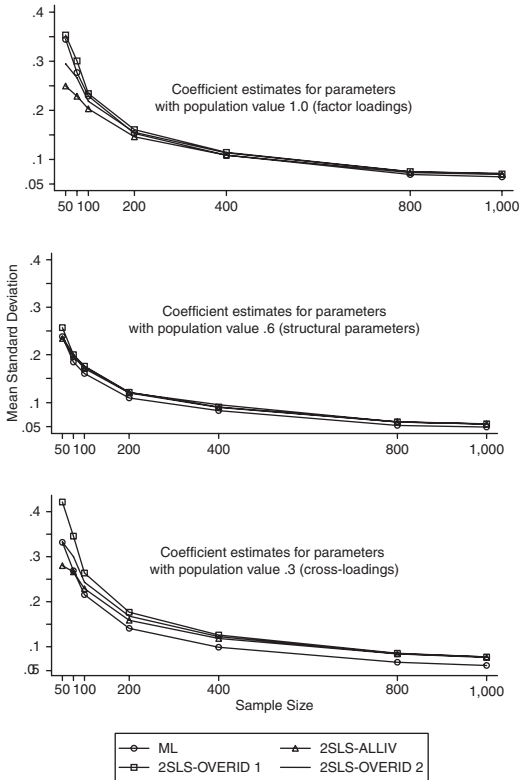 .4
.3
.2
.1
.05
Coefficient estimates for parameters
with population value 1.0 (factor loadings)
50 100 200 400 800 1,000
Mean Standard Deviation
.4
.3
.2
.1
.05
Coefficient estimates for parameters
with population value .6 (structural parameters)
50 100 200 400 800 1,000
.4
.3
.2
.1
.05
Coefficient estimates for parameters
with population value .3 (cross-loadings)
50 100 200 400 800 1,000
Sample Size
ML 2SLS-ALLIV
2SLS-OVERID 1 2SLS-OVERID 2